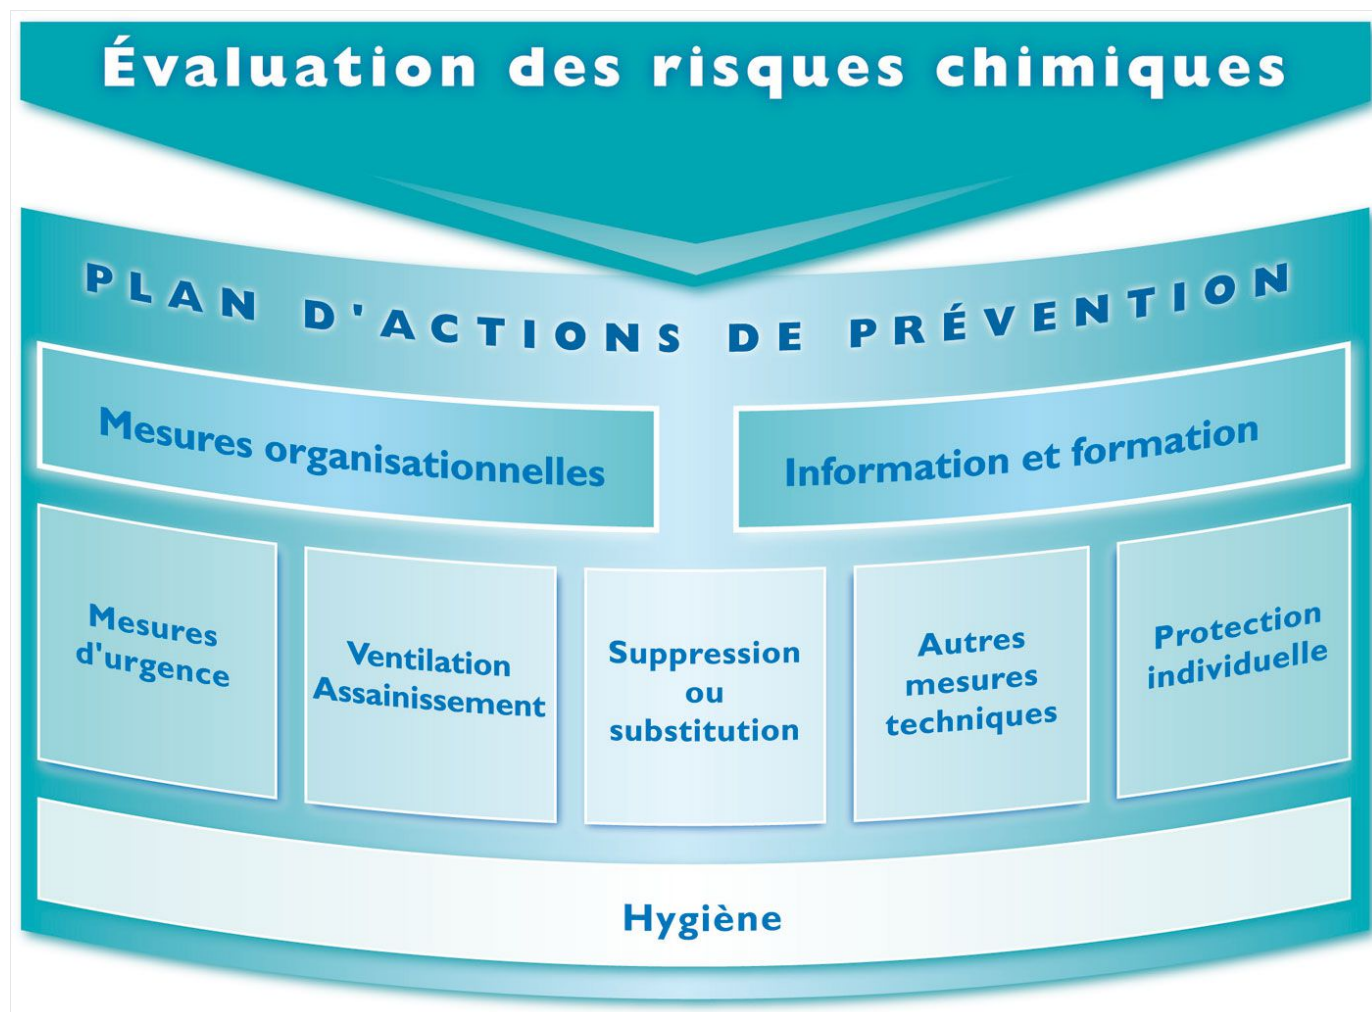 Évaluation des risques chimiques
PLAN D'ACTIONS DE PRÉVENTION
Mesures organisationnelles
Information et formation
Mesures
d'urgence
Ventilation
Assainissement
Suppression
ou
substitution
Autres
mesures
techniques
Protection
individuelle
Hygiène